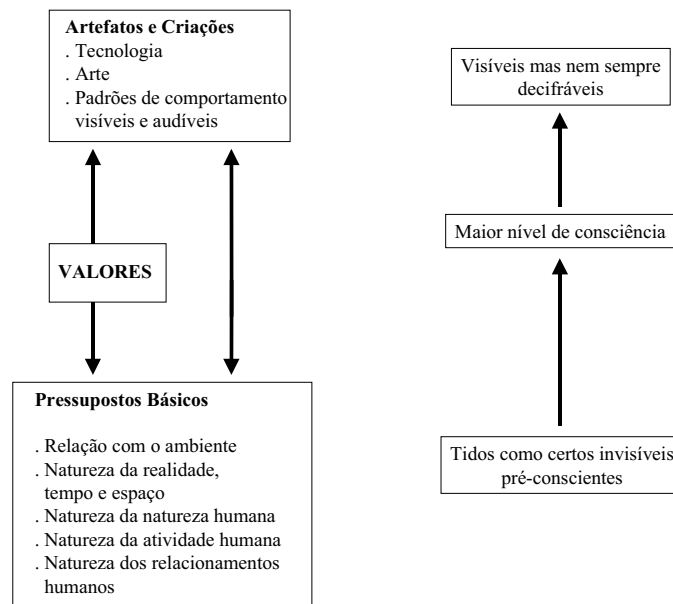 Artefatos e Criações
. Tecnologia
. Arte
. Padrões de comportamento
visíveis e audíveis
VALORES
Pressupostos Básicos
. Relação com o ambiente
. Natureza da realidade,
tempo e espaço
. Natureza da natureza humana
. Natureza da atividade humana
. Natureza dos relacionamentos
humanos
Visíveis mas nem sempre
decifráveis
Maior nível de consciência
Tidos como certos invisíveis
pré-conscientes